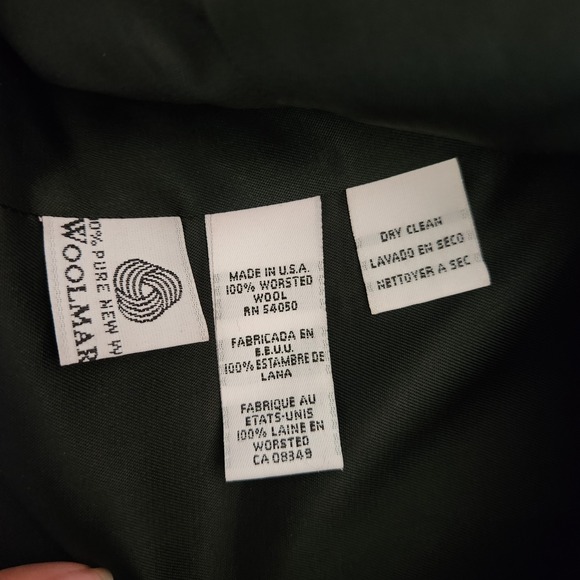 WOOLMAR
0% PURE NEW W
MADE IN U.S.A.
100% WORSTED
WOOL
RN 54050
FABRICADA EN
E.E.U.U.
100% ESTAMBRE DE
LANA
FABRIQUE AU
ETATS-UNIS
100% LAINE EN
WORSTED
CA 08349
DRY CLEAN
LAVADO EN SECO
NETTOYER A SEC